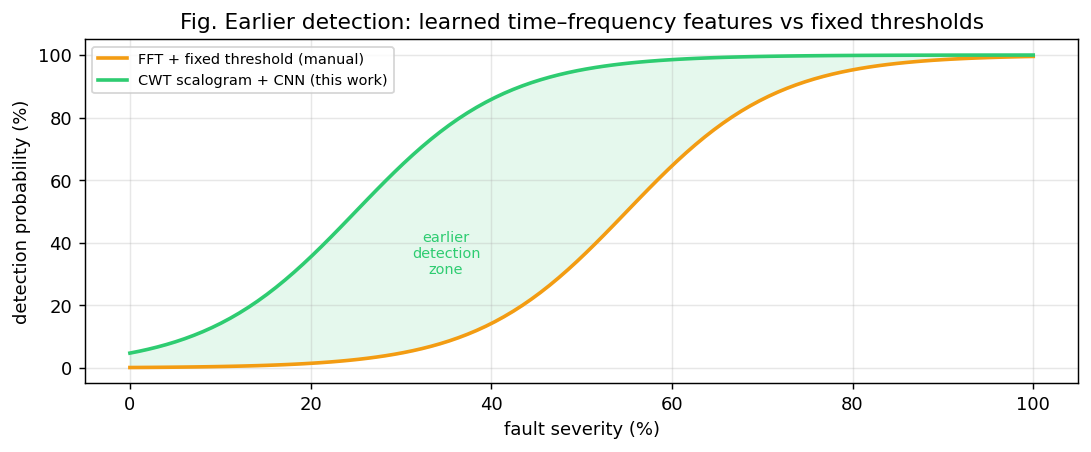 Fig. Earlier detection: learned time–frequency features vs fixed thresholds
FFT + fixed threshold (manual)
CWT scalogram + CNN (this work)
earlier
detection
zone
detection probability (%)
100
80
60
40
20
0
0 20 40 60 80 100
fault severity (%)